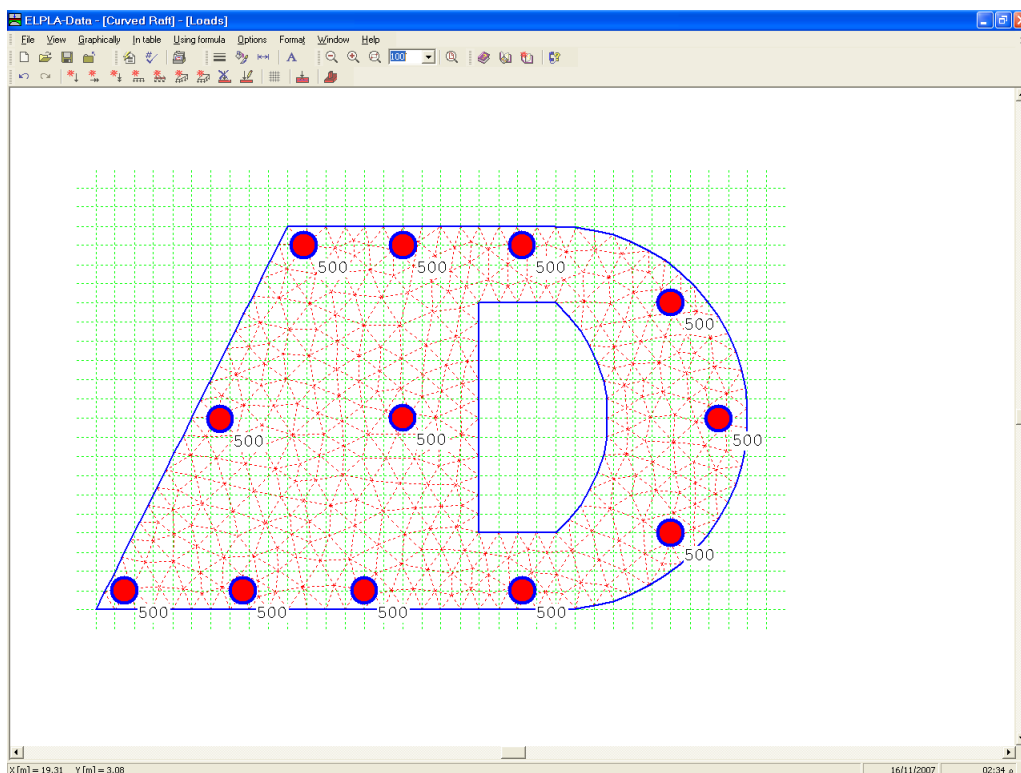 ELPLA-Data - [Curved Raft] - [Loads]
File View Graphically In table Using formula Options Format Window Help
A 100
500 500 500
500
500 500 500
500
500 500 500 500
X [m] = 19.31 Y [m] = 3.08 16/11/2007 02:34 م